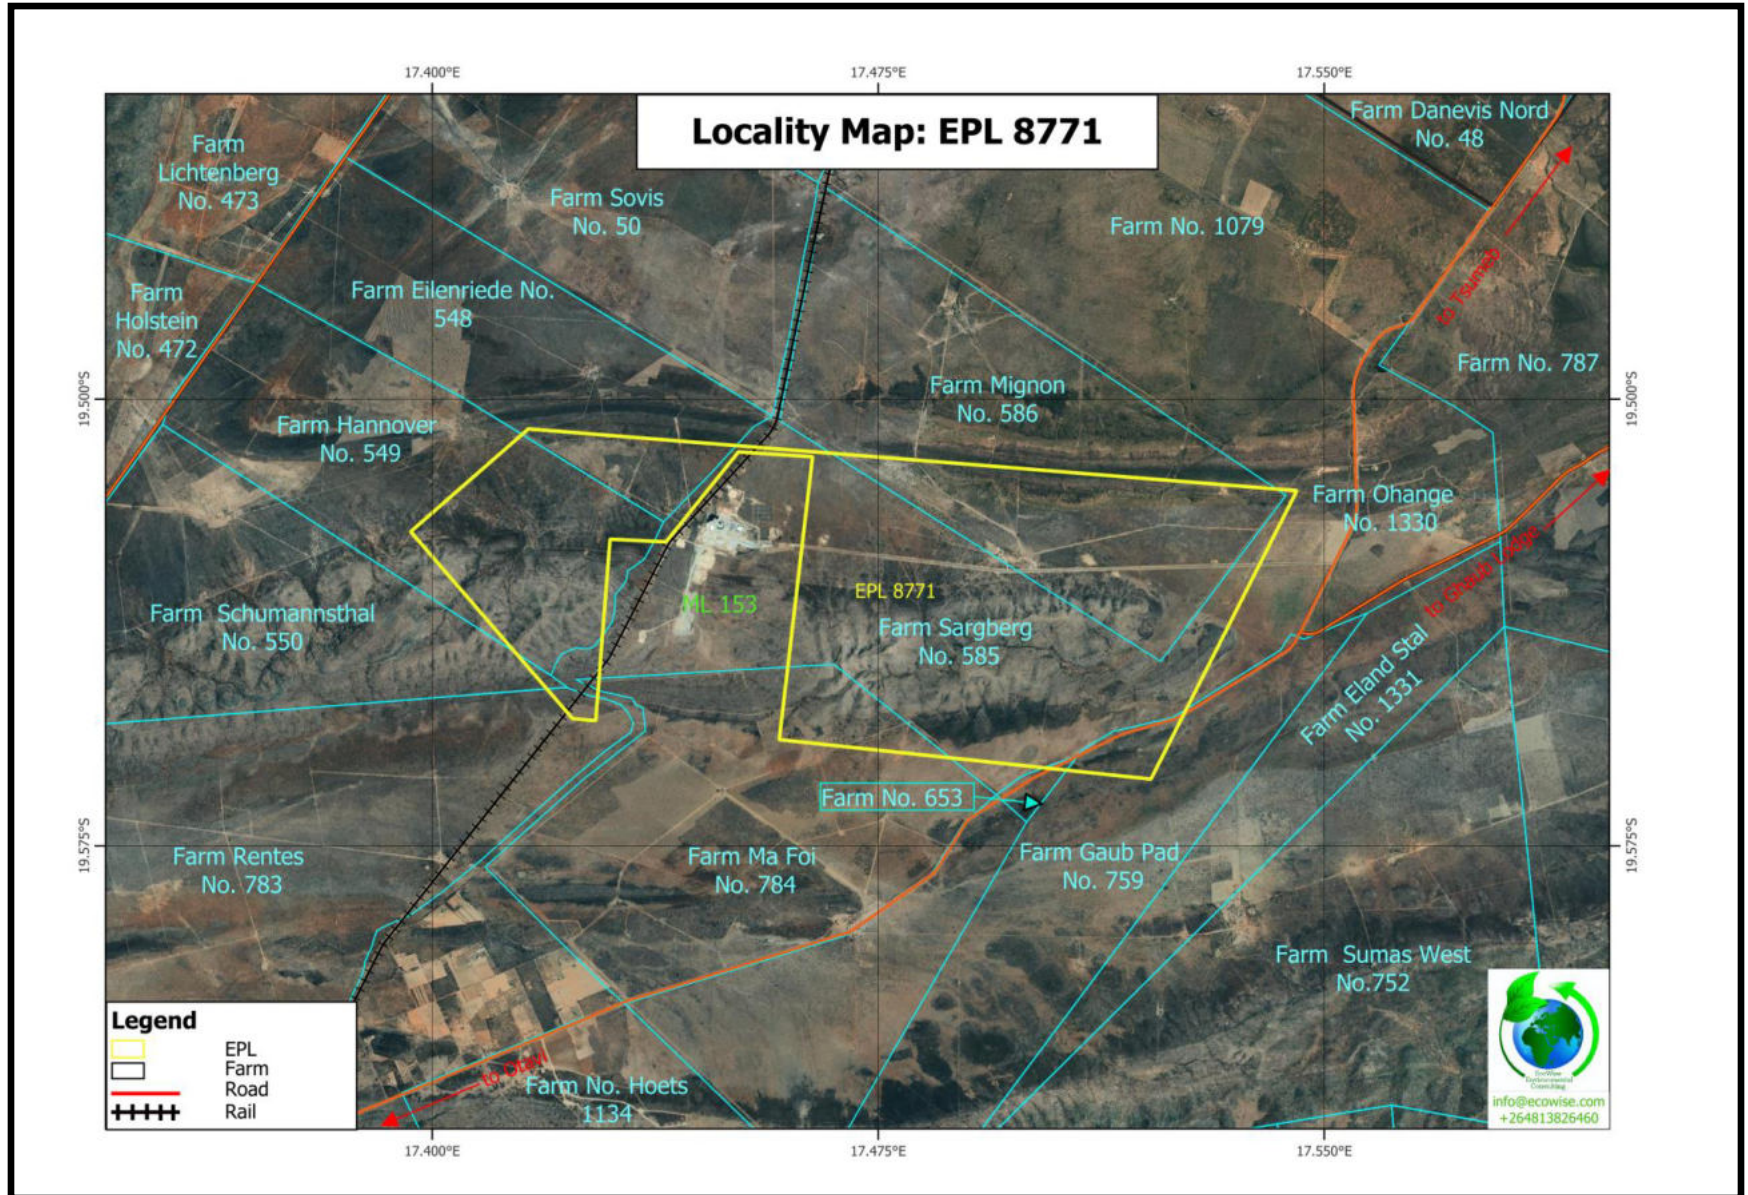 17.400°E
17.475°E
17.550°E
Locality Map: EPL 8771
Farm Danevis Nord
No. 48
Farm
Lichtenberg
No. 473
Farm Sovis
No. 50
Farm No. 1079
to Tsumeb
Farm
Holstein
No. 472
Farm Eilenriede No.
548
Farm No. 787
19.500°S
19.500°S
Farm Mignon
No. 586
Farm Hannover
No. 549
Farm Ohange
No. 1330
to Ghaub Lodge
EPL 8771
ML 153
Farm Schumannsthal
No. 550
Farm Sargberg
No. 585
Farm Eland Stal
No. 1331
Farm No. 653
19.575°S
19.575°S
Farm Rentes
No. 783
Farm Ma Foi
No. 784
Farm Gaub Pad
No. 759
Farm Sumas West
No.752
to Otavi
Farm No. Hoets
1134
Legend
EPL
Farm
Road
Rail
EcoWise
Environmental
Consulting
info@ecowise.com
+264813826460
17.400°E
17.475°E
17.550°E